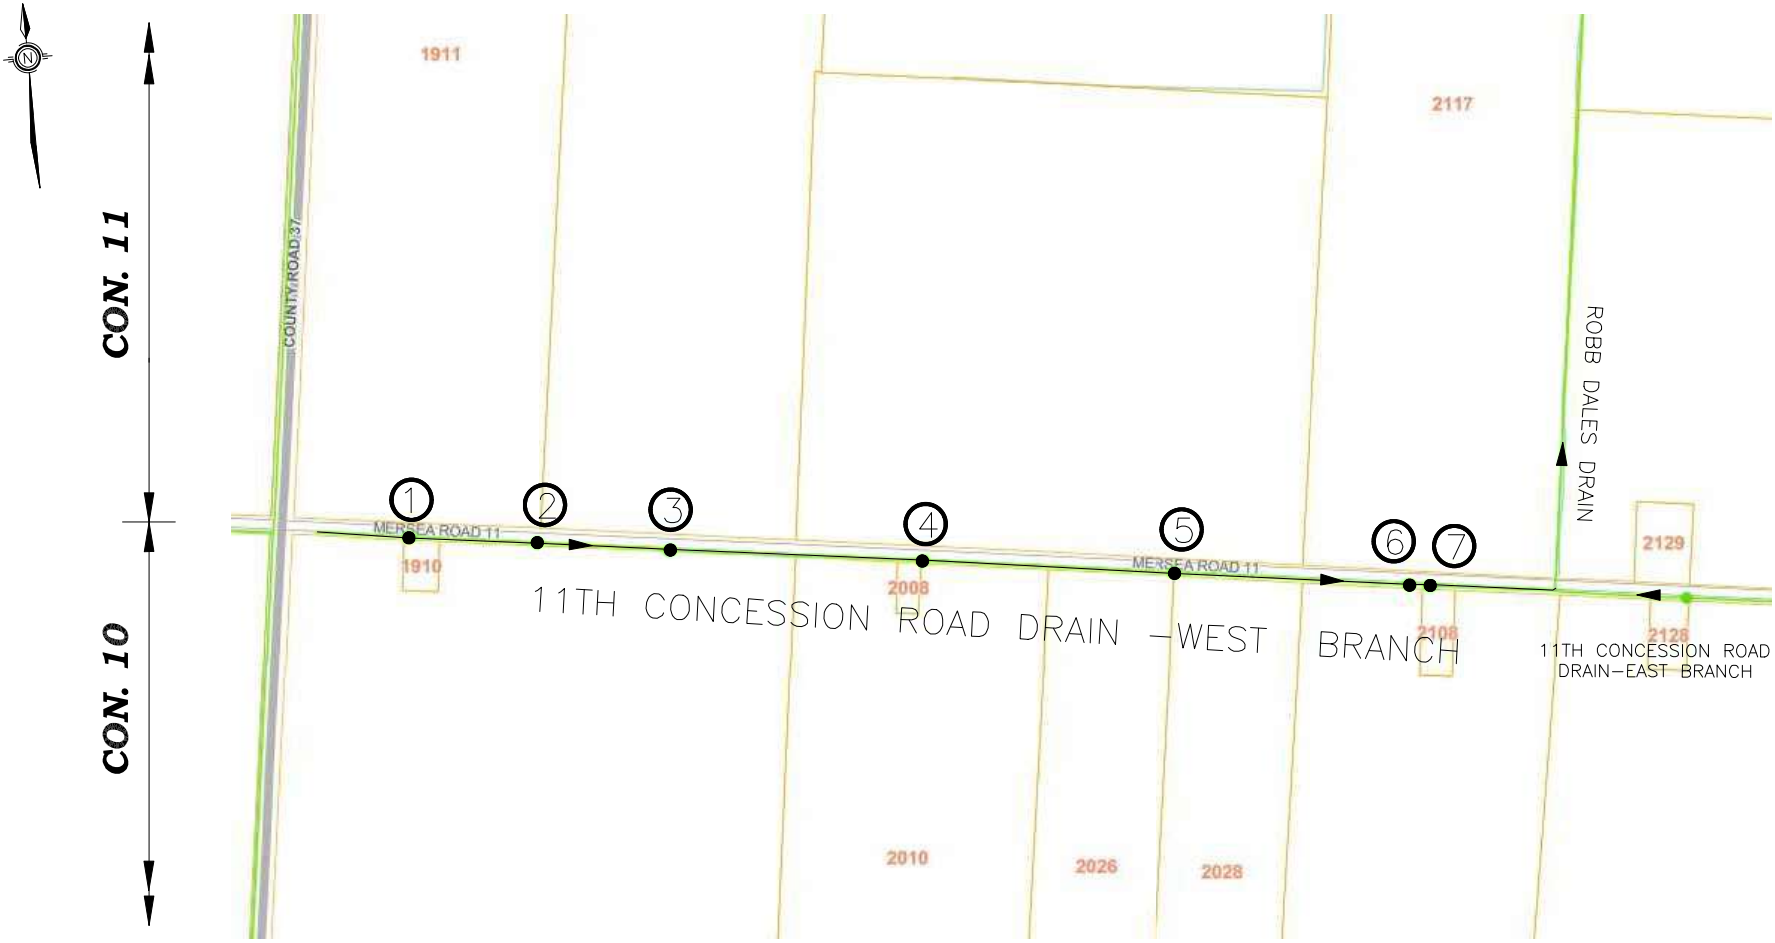 N
1911
2117
CON. 11
COUNTY ROAD 37
ROBB DALES DRAIN
1
2
3
4
5
6
7
MERSEA ROAD 11
MERSEA ROAD 11
1910
2008
2129
11TH CONCESSION ROAD DRAIN –WEST BRANCH
2108
2128
11TH CONCESSION ROAD
DRAIN–EAST BRANCH
CON. 10
2010
2026
2028